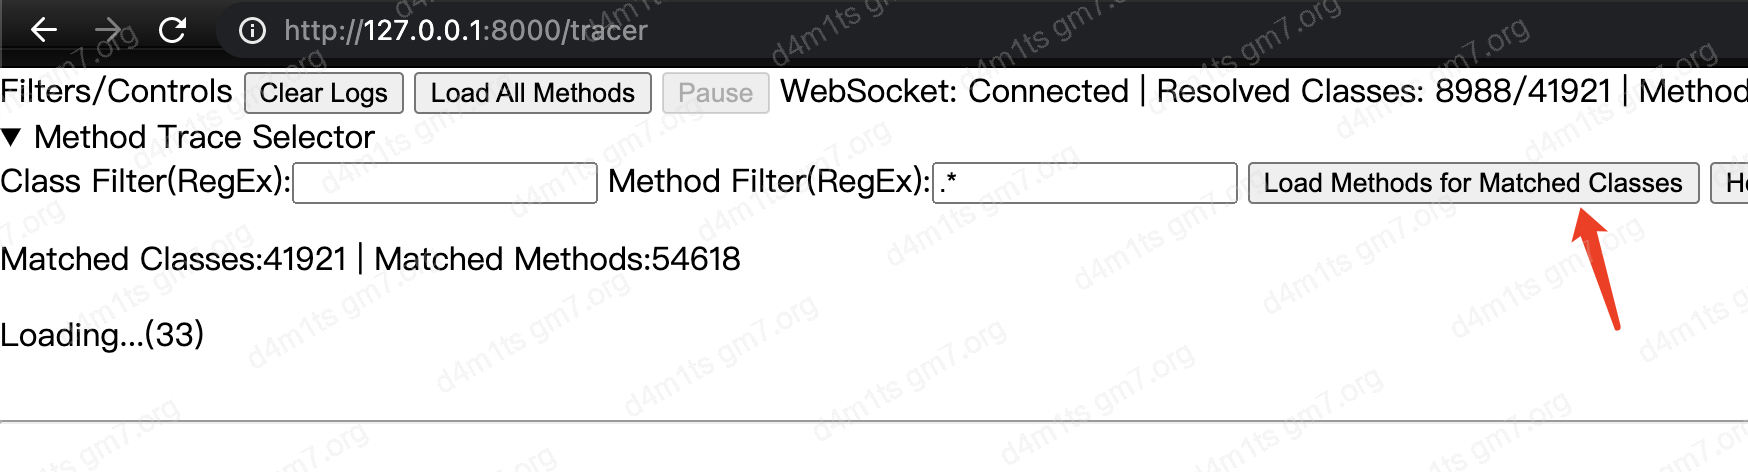 http://127.0.0.1:8000/tracer
Filters/Controls Clear Logs Load All Methods Pause WebSocket: Connected | Resolved Classes: 8988/41921 | Method
▼ Method Trace Selector
Class Filter(RegEx): Method Filter(RegEx): .* Load Methods for Matched Classes
Matched Classes:41921 | Matched Methods:54618
Loading...(33)
d4m1ts gm7.org